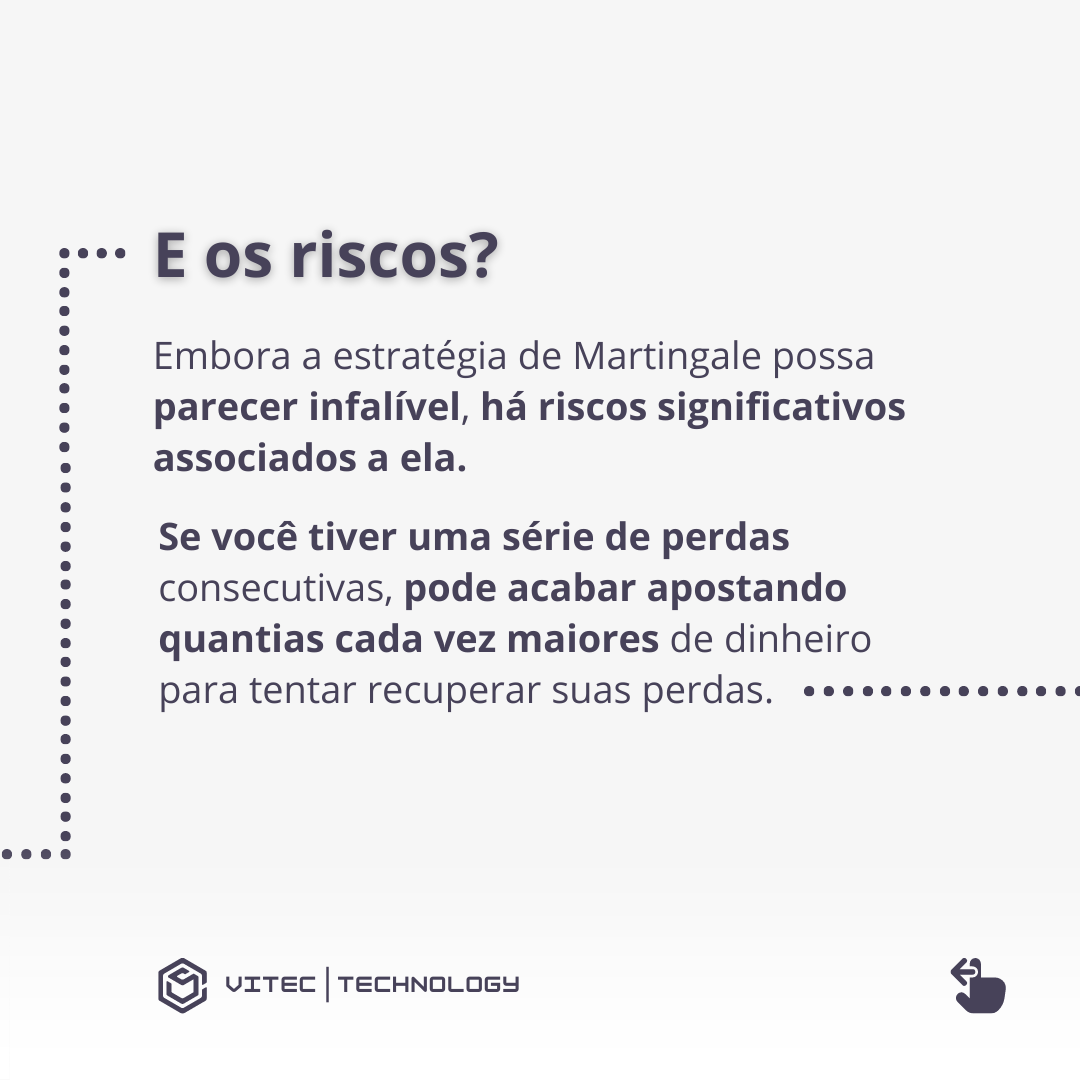 E os riscos?
Embora a estratégia de Martingale possa
parecer infalível, há riscos significativos
associados a ela.
Se você tiver uma série de perdas
consecutivas, pode acabar apostando
quantias cada vez maiores de dinheiro
para tentar recuperar suas perdas.
VITEC | TECHNOLOGY